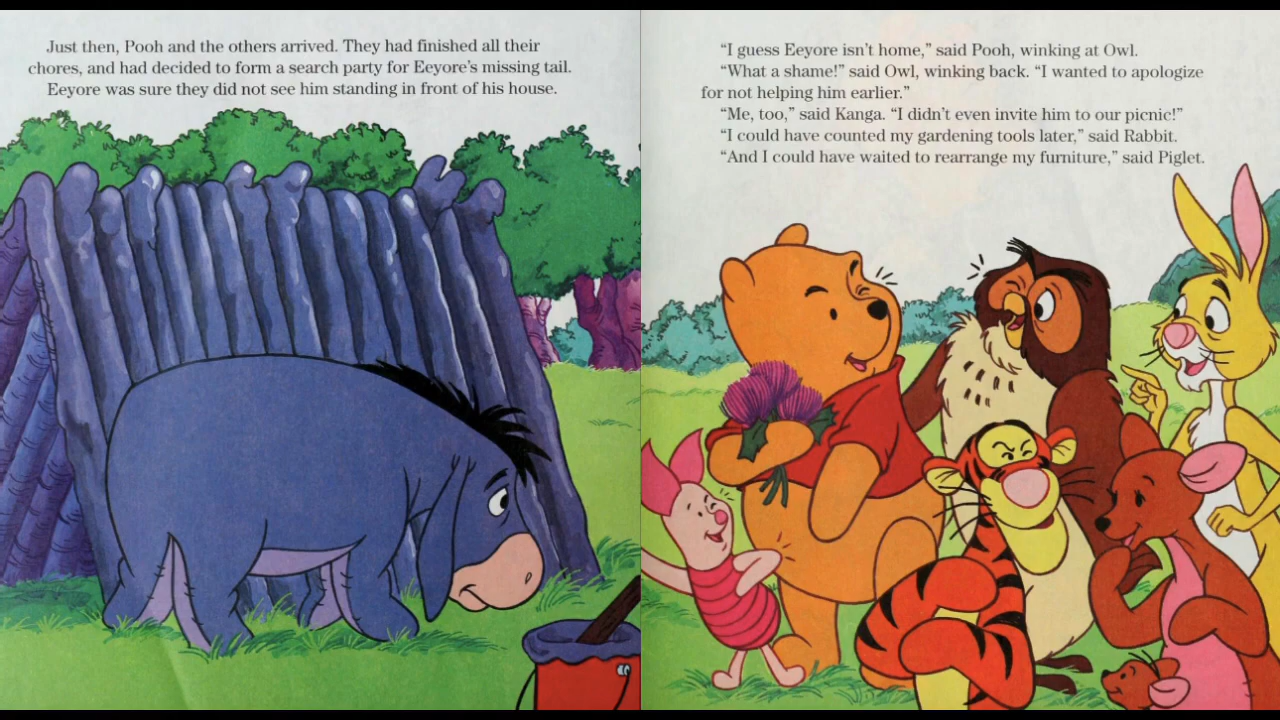 Just then, Pooh and the others arrived. They had finished all their
chores, and had decided to form a search party for Eeyore's missing tail.
Eeyore was sure they did not see him standing in front of his house.
“I guess Eeyore isn't home,” said Pooh, winking at Owl.
“What a shame!” said Owl, winking back. “I wanted to apologize
for not helping him earlier.”
“Me, too,” said Kanga. “I didn't even invite him to our picnic!”
“I could have counted my gardening tools later,” said Rabbit.
“And I could have waited to rearrange my furniture,” said Piglet.